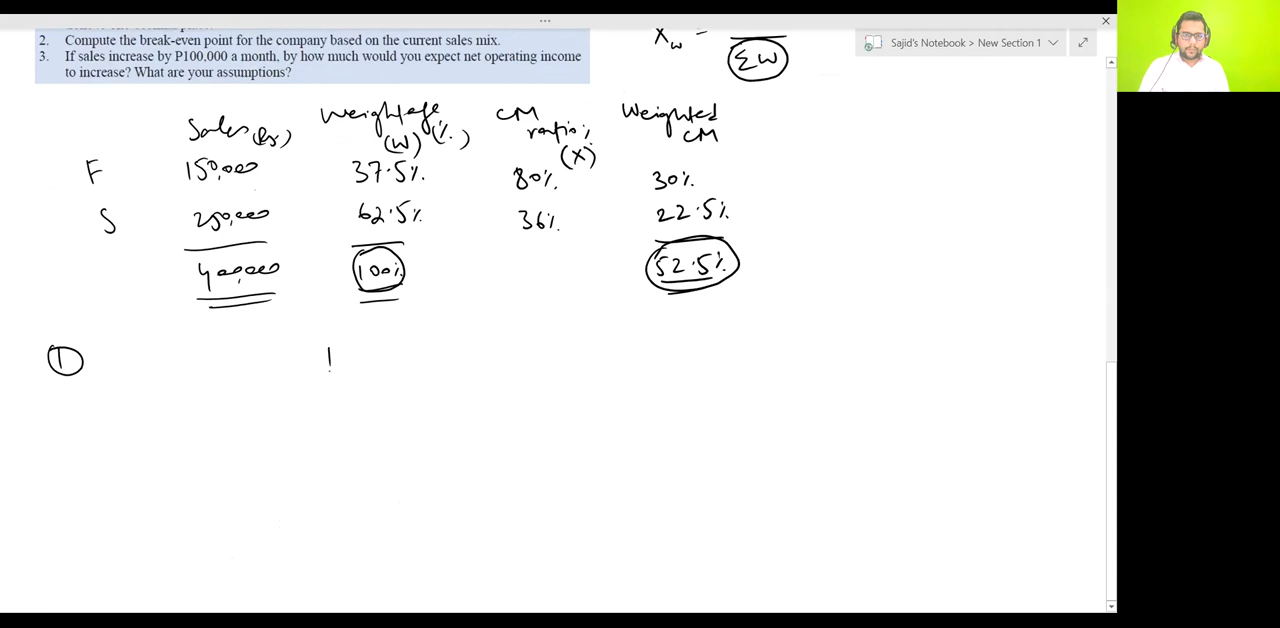 2. Compute the break-even point for the company based on the current sales mix.
3. If sales increase by P100,000 a month, by how much would you expect net operating income
to increase? What are your assumptions?
Xw =
ΣW
Sajid's Notebook > New Section 1
Sales (Rs) Weightage (W) (%) CM ratio % (X) Weighted CM
F 150,000 37.5% 80% 30%
S 250,000 62.5% 36% 22.5%
400,000 100% 52.5%
1